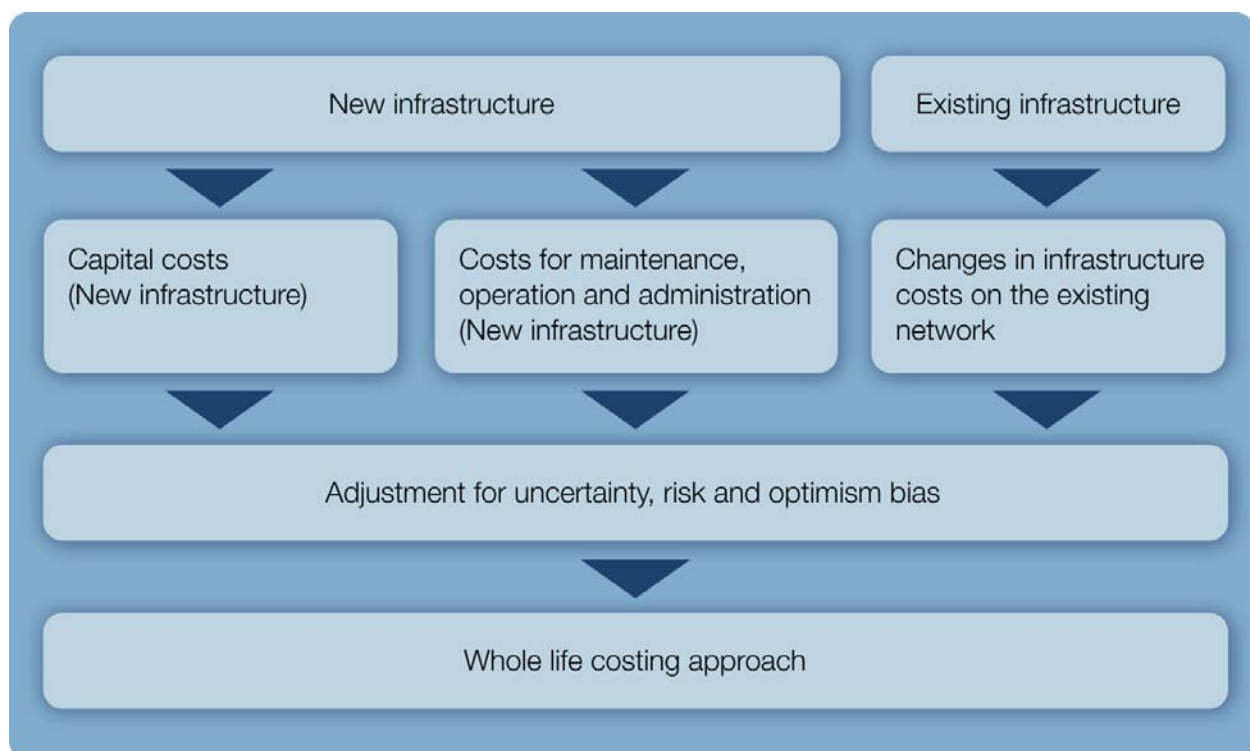 New infrastructure
Existing infrastructure
Capital costs
(New infrastructure)
Costs for maintenance,
operation and administration
(New infrastructure)
Changes in infrastructure
costs on the existing
network
Adjustment for uncertainty, risk and optimism bias
Whole life costing approach